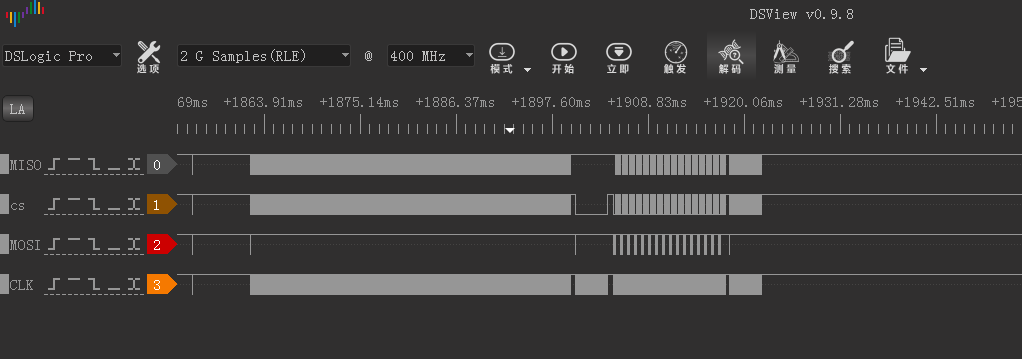 DSView v0.9.8
DSLogic Pro 2 G Samples(RLE) @ 400 MHz
选项 模式 开始 立即 触发 解码 测量 搜索 文件
LA 69ms +1863.91ms +1875.14ms +1886.37ms +1897.60ms +1908.83ms +1920.06ms +1931.28ms +1942.51ms +195
MISO 0
cs 1
MOSI 2
CLK 3